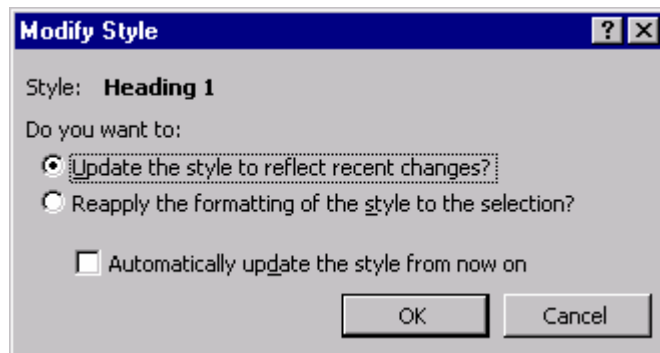 Modify Style
Style: Heading 1
Do you want to:
Update the style to reflect recent changes?
Reapply the formatting of the style to the selection?
Automatically update the style from now on
OK Cancel